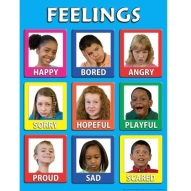 FEELINGS
HAPPY BORED ANGRY
SORRY HOPEFUL PLAYFUL
PROUD SAD SCARED